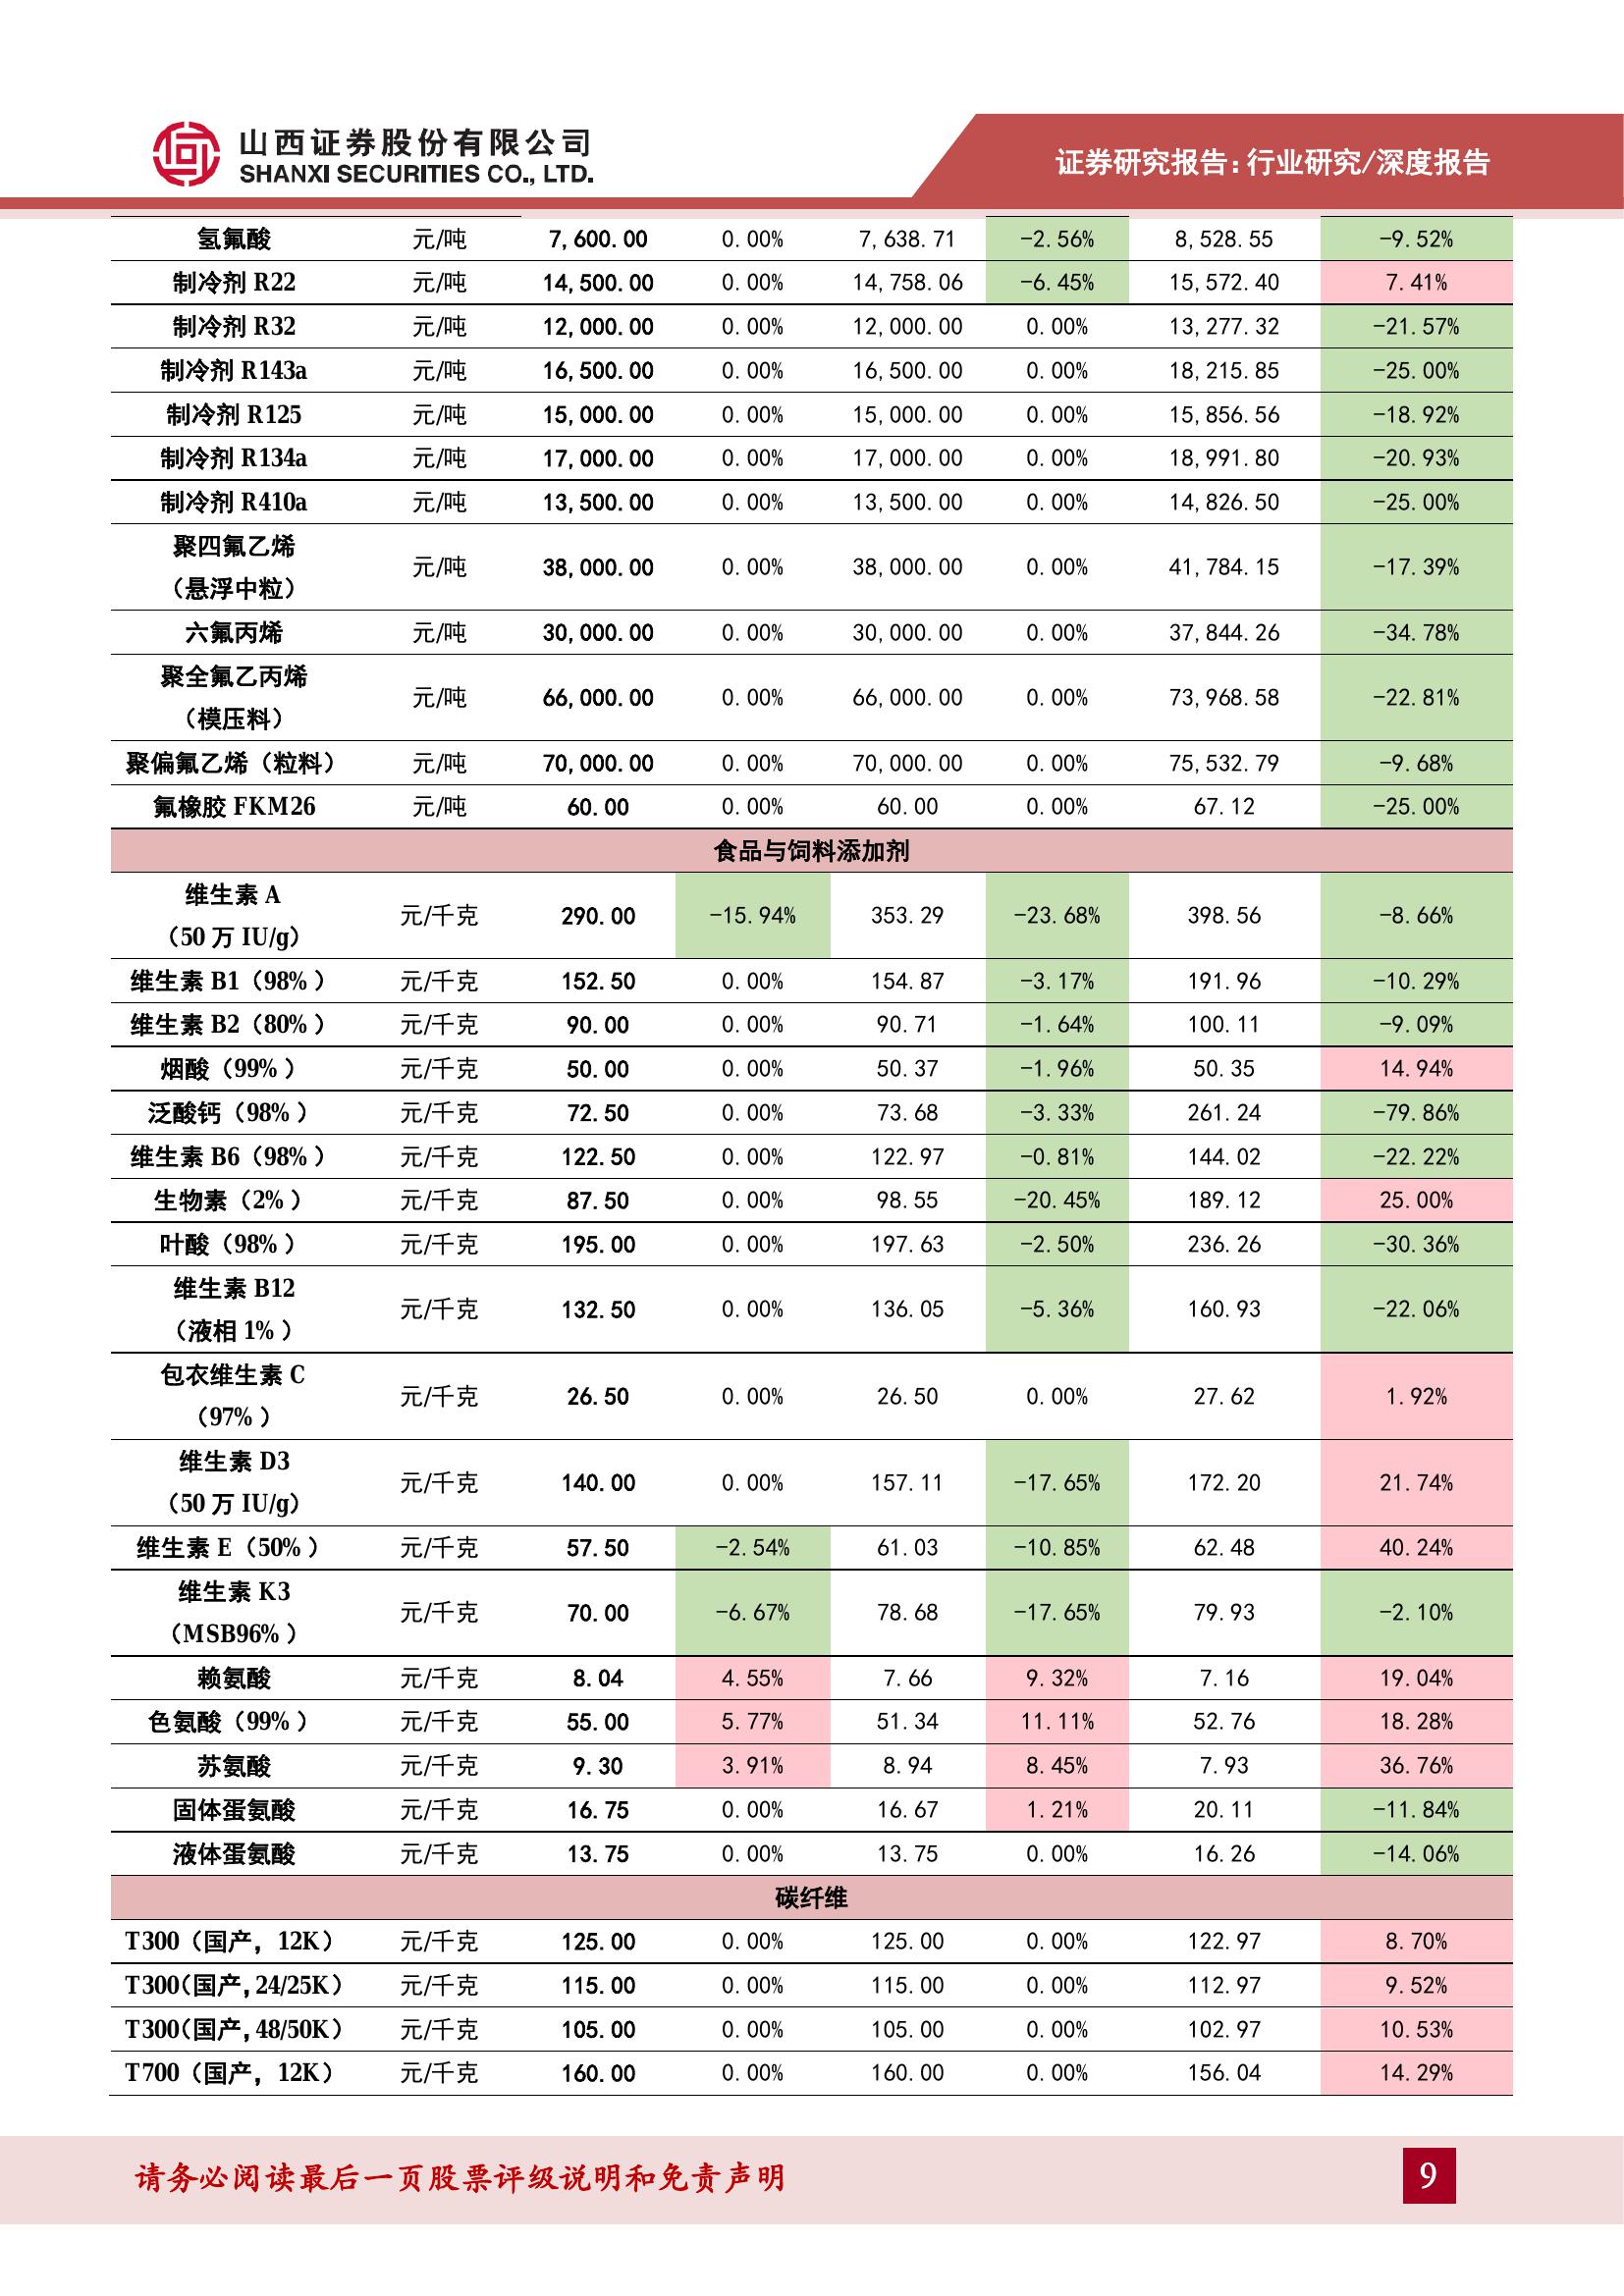 山西证券股份有限公司
SHANXI SECURITIES CO., LTD.
证券研究报告：行业研究/深度报告
氢氟酸 元/吨 7,600.00 0.00% 7,638.71 -2.56% 8,528.55 -9.52%
制冷剂 R22 元/吨 14,500.00 0.00% 14,758.06 -6.45% 15,572.40 7.41%
制冷剂 R32 元/吨 12,000.00 0.00% 12,000.00 0.00% 13,277.32 -21.57%
制冷剂 R143a 元/吨 16,500.00 0.00% 16,500.00 0.00% 18,215.85 -25.00%
制冷剂 R125 元/吨 15,000.00 0.00% 15,000.00 0.00% 15,856.56 -18.92%
制冷剂 R134a 元/吨 17,000.00 0.00% 17,000.00 0.00% 18,991.80 -20.93%
制冷剂 R410a 元/吨 13,500.00 0.00% 13,500.00 0.00% 14,826.50 -25.00%
聚四氟乙烯
（悬浮中粒） 元/吨 38,000.00 0.00% 38,000.00 0.00% 41,784.15 -17.39%
六氟丙烯 元/吨 30,000.00 0.00% 30,000.00 0.00% 37,844.26 -34.78%
聚全氟乙丙烯
（模压料） 元/吨 66,000.00 0.00% 66,000.00 0.00% 73,968.58 -22.81%
聚偏氟乙烯（粒料） 元/吨 70,000.00 0.00% 70,000.00 0.00% 75,532.79 -9.68%
氟橡胶 FKM26 元/吨 60.00 0.00% 60.00 0.00% 67.12 -25.00%
食品与饲料添加剂
维生素 A
（50 万 IU/g） 元/千克 290.00 -15.94% 353.29 -23.68% 398.56 -8.66%
维生素 B1（98%） 元/千克 152.50 0.00% 154.87 -3.17% 191.96 -10.29%
维生素 B2（80%） 元/千克 90.00 0.00% 90.71 -1.64% 100.11 -9.09%
烟酸（99%） 元/千克 50.00 0.00% 50.37 -1.96% 50.35 14.94%
泛酸钙（98%） 元/千克 72.50 0.00% 73.68 -3.33% 261.24 -79.86%
维生素 B6（98%） 元/千克 122.50 0.00% 122.97 -0.81% 144.02 -22.22%
生物素（2%） 元/千克 87.50 0.00% 98.55 -20.45% 189.12 25.00%
叶酸（98%） 元/千克 195.00 0.00% 197.63 -2.50% 236.26 -30.36%
维生素 B12
（液相 1%） 元/千克 132.50 0.00% 136.05 -5.36% 160.93 -22.06%
包衣维生素 C
（97%） 元/千克 26.50 0.00% 26.50 0.00% 27.62 1.92%
维生素 D3
（50 万 IU/g） 元/千克 140.00 0.00% 157.11 -17.65% 172.20 21.74%
维生素 E（50%） 元/千克 57.50 -2.54% 61.03 -10.85% 62.48 40.24%
维生素 K3
（MSB96%） 元/千克 70.00 -6.67% 78.68 -17.65% 79.93 -2.10%
赖氨酸 元/千克 8.04 4.55% 7.66 9.32% 7.16 19.04%
色氨酸（99%） 元/千克 55.00 5.77% 51.34 11.11% 52.76 18.28%
苏氨酸 元/千克 9.30 3.91% 8.94 8.45% 7.93 36.76%
固体蛋氨酸 元/千克 16.75 0.00% 16.67 1.21% 20.11 -11.84%
液体蛋氨酸 元/千克 13.75 0.00% 13.75 0.00% 16.26 -14.06%
碳纤维
T300（国产，12K） 元/千克 125.00 0.00% 125.00 0.00% 122.97 8.70%
T300（国产，24/25K） 元/千克 115.00 0.00% 115.00 0.00% 112.97 9.52%
T300（国产，48/50K） 元/千克 105.00 0.00% 105.00 0.00% 102.97 10.53%
T700（国产，12K） 元/千克 160.00 0.00% 160.00 0.00% 156.04 14.29%
请务必阅读最后一页股票评级说明和免责声明
9